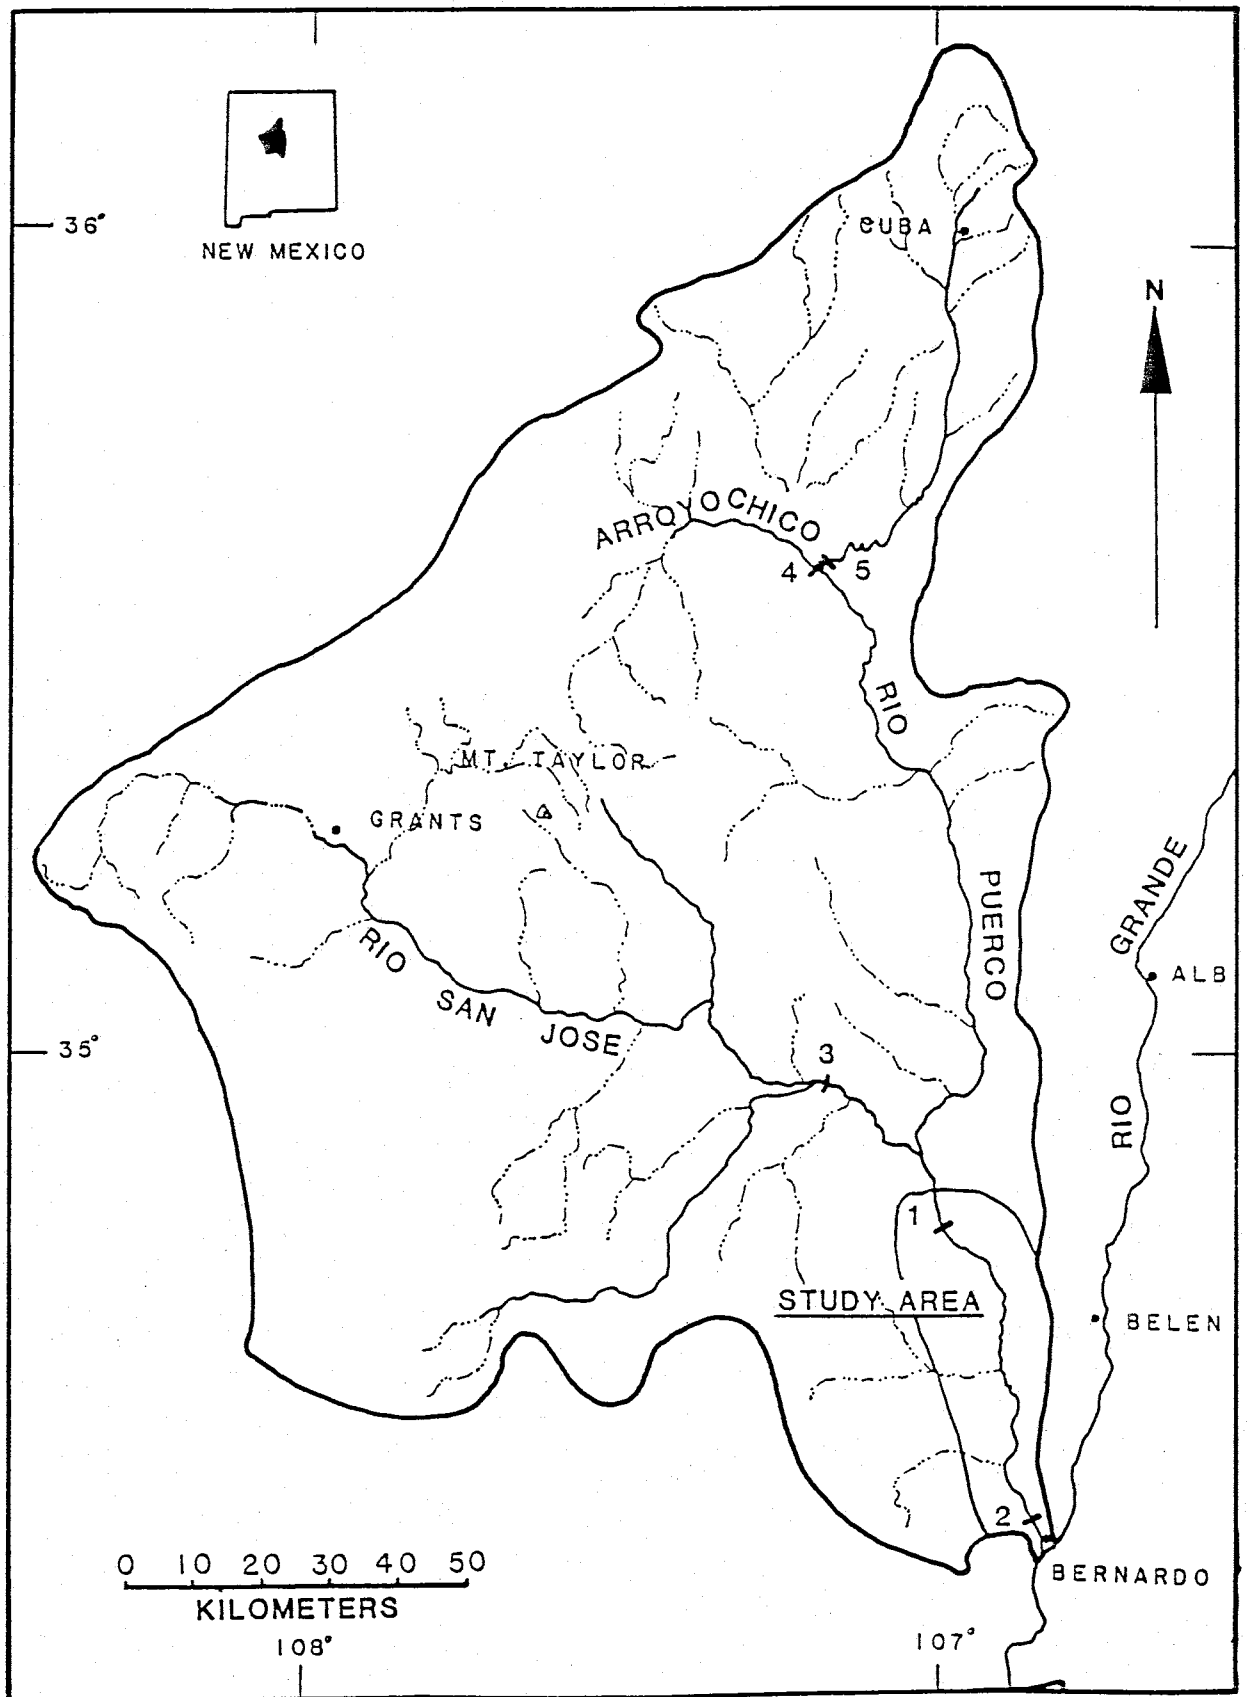 36°
NEW MEXICO
CUBA
N
ARROYO CHICO
4
5
RIO
MT. TAYLOR
GRANTS
PUERCO
GRANDE
ALB
RIO
SAN
JOSE
35°
3
RIO
1
STUDY AREA
BELEN
2
BERNARDO
0 10 20 30 40 50
KILOMETERS
108°
107°